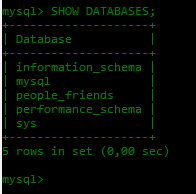 mysql> SHOW DATABASES;
+--------------------+
| Database           |
+--------------------+
| information_schema |
| mysql              |
| people_friends     |
| performance_schema |
| sys                |
+--------------------+
5 rows in set (0,00 sec)
mysql>